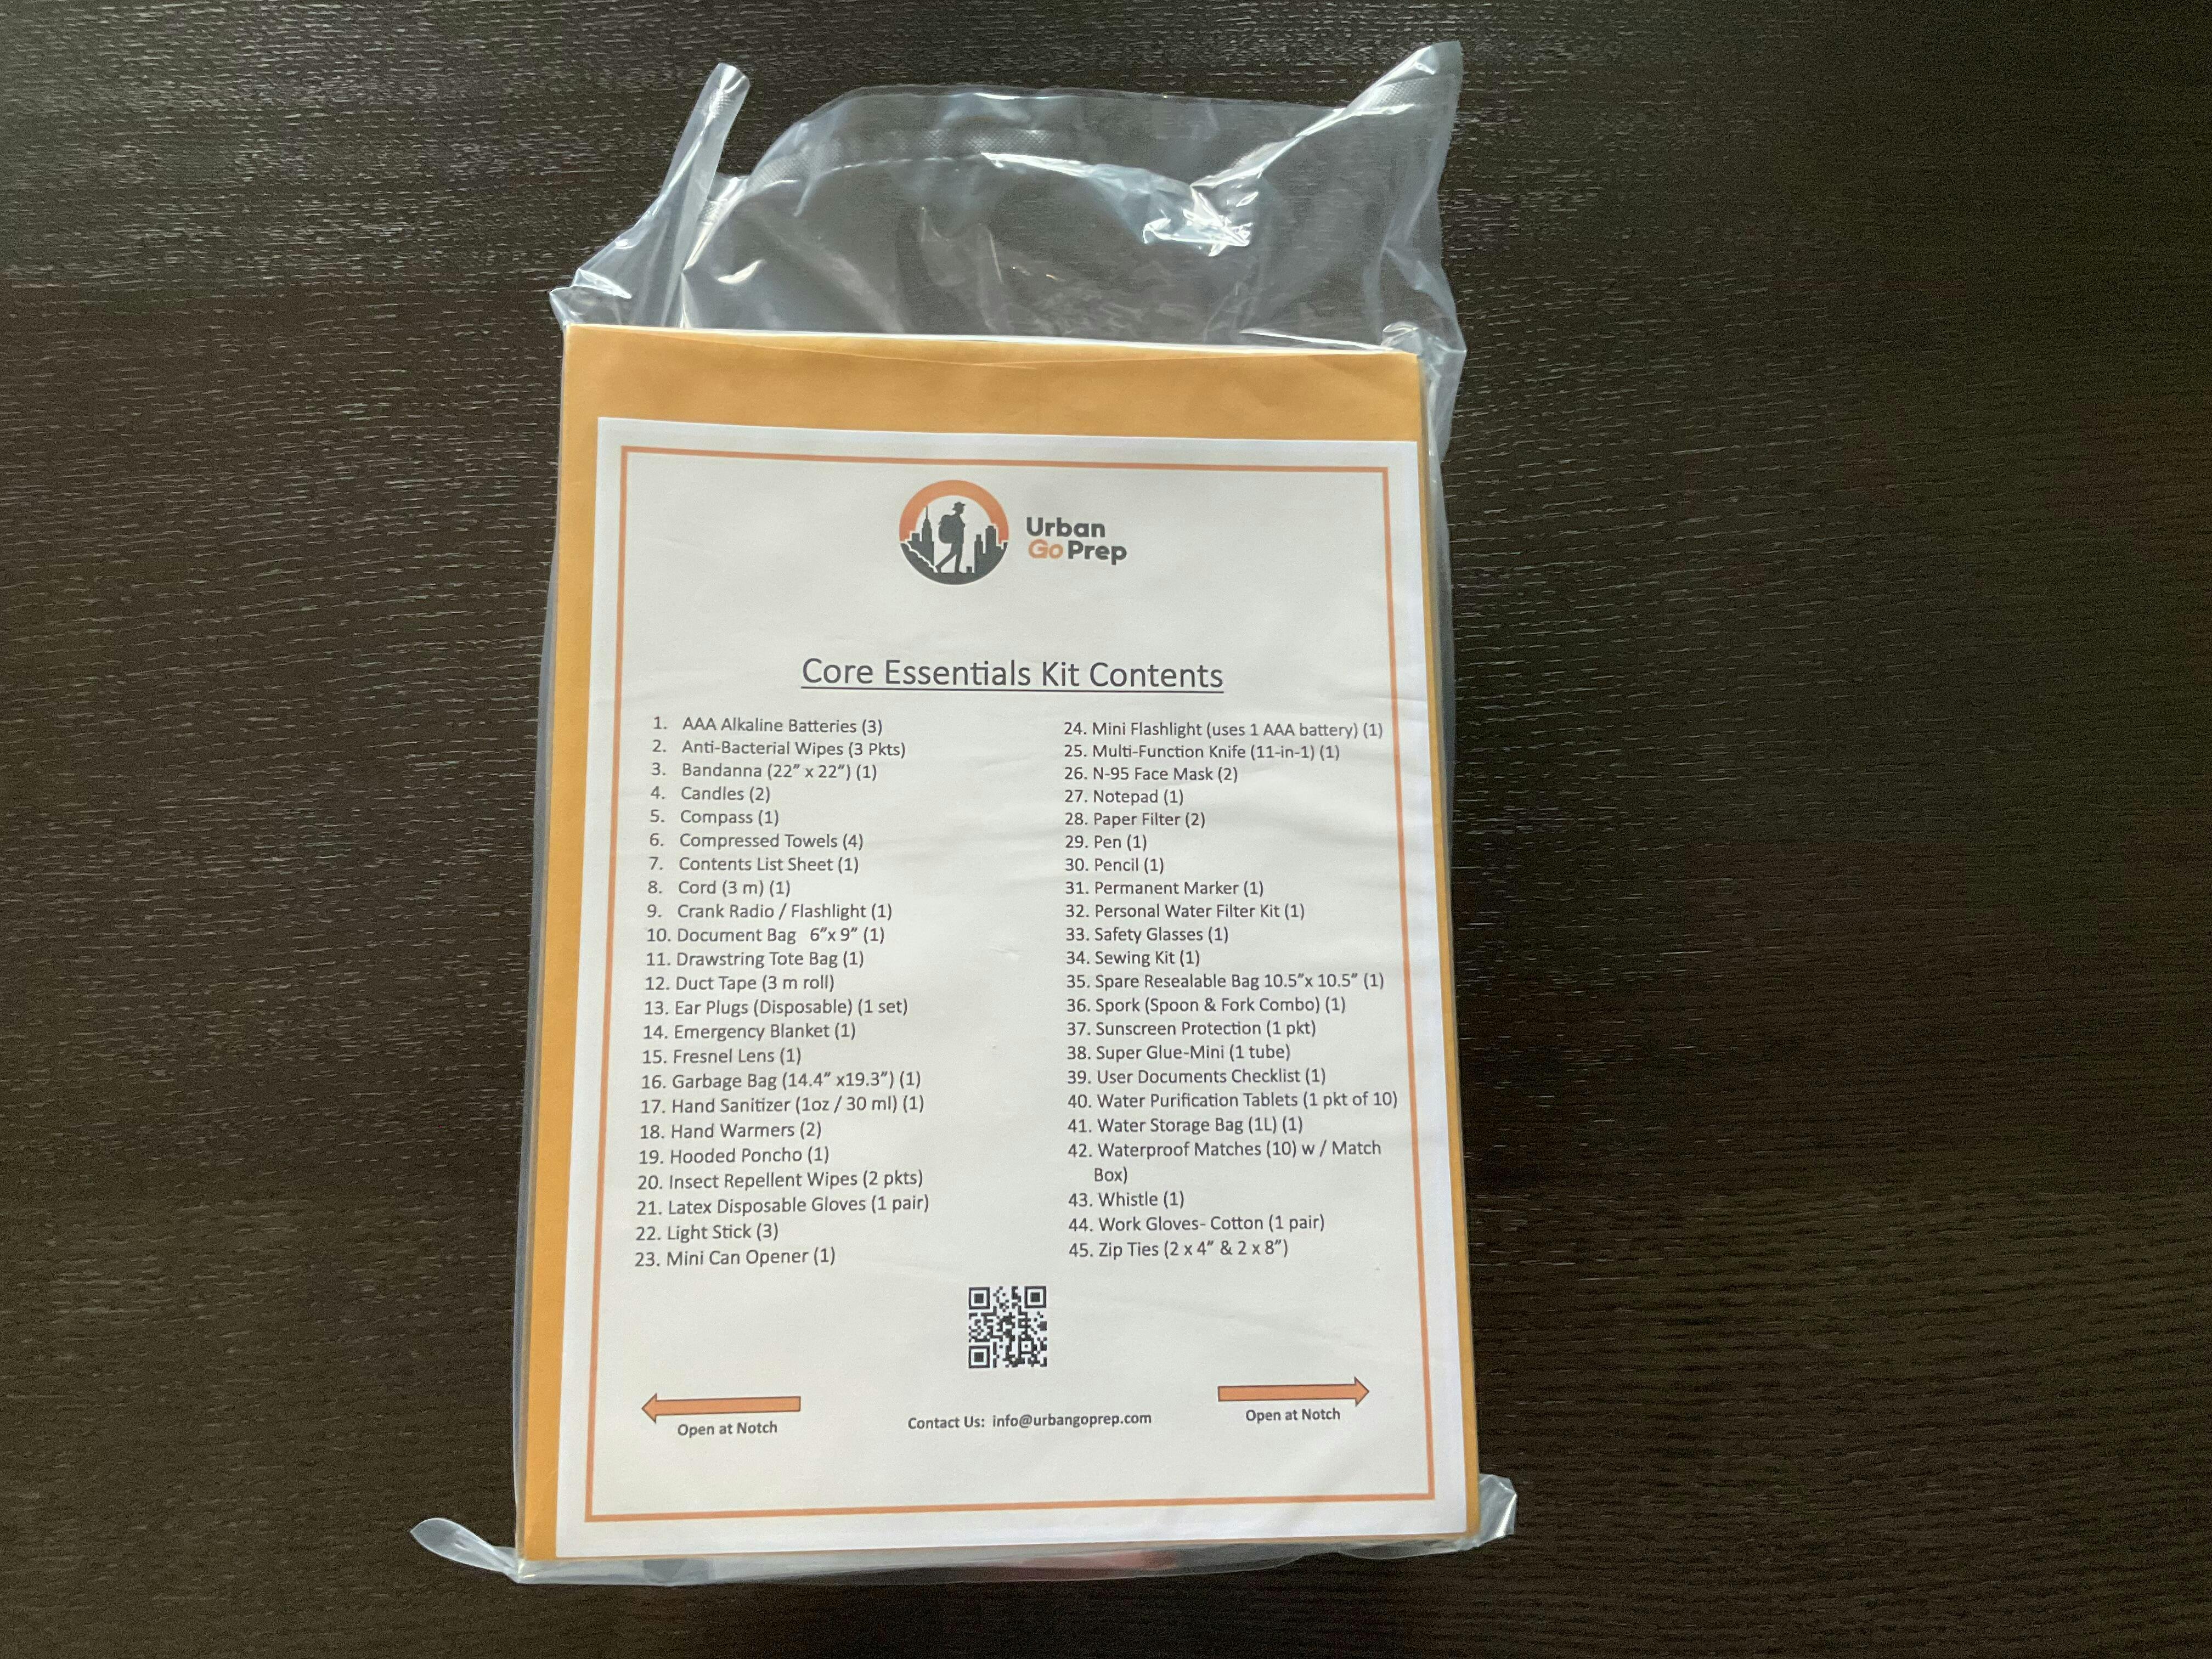 Urban
Go Prep
Core Essentials Kit Contents
1. AAA Alkaline Batteries (3)
2. Anti-Bacterial Wipes (3 Pkts)
3. Bandanna (22” x 22”) (1)
4. Candles (2)
5. Compass (1)
6. Compressed Towels (4)
7. Contents List Sheet (1)
8. Cord (3 m) (1)
9. Crank Radio / Flashlight (1)
10. Document Bag 6”x 9” (1)
11. Drawstring Tote Bag (1)
12. Duct Tape (3 m roll)
13. Ear Plugs (Disposable) (1 set)
14. Emergency Blanket (1)
15. Fresnel Lens (1)
16. Garbage Bag (14.4” x19.3”) (1)
17. Hand Sanitizer (1oz / 30 ml) (1)
18. Hand Warmers (2)
19. Hooded Poncho (1)
20. Insect Repellent Wipes (2 pkts)
21. Latex Disposable Gloves (1 pair)
22. Light Stick (3)
23. Mini Can Opener (1)
24. Mini Flashlight (uses 1 AAA battery) (1)
25. Multi-Function Knife (11-in-1) (1)
26. N-95 Face Mask (2)
27. Notepad (1)
28. Paper Filter (2)
29. Pen (1)
30. Pencil (1)
31. Permanent Marker (1)
32. Personal Water Filter Kit (1)
33. Safety Glasses (1)
34. Sewing Kit (1)
35. Spare Resealable Bag 10.5”x 10.5” (1)
36. Spork (Spoon & Fork Combo) (1)
37. Sunscreen Protection (1 pkt)
38. Super Glue-Mini (1 tube)
39. User Documents Checklist (1)
40. Water Purification Tablets (1 pkt of 10)
41. Water Storage Bag (1L) (1)
42. Waterproof Matches (10) w / Match
Box)
43. Whistle (1)
44. Work Gloves- Cotton (1 pair)
45. Zip Ties (2 x 4” & 2 x 8”)
Open at Notch
Contact Us: info@urbangoprep.com
Open at Notch